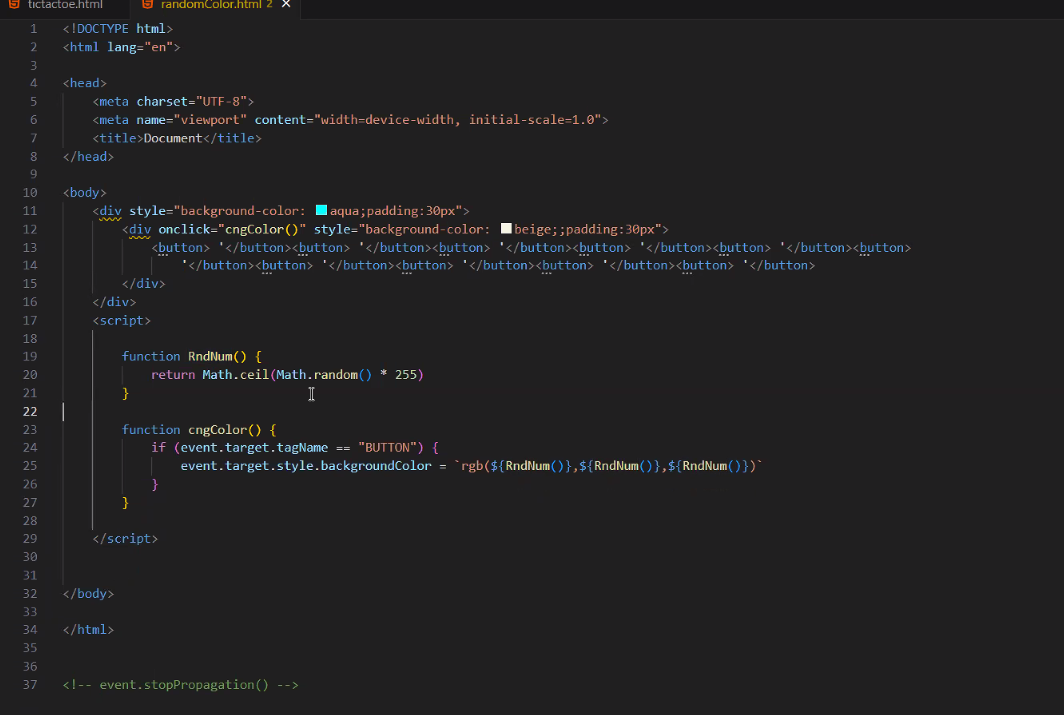 tictactoe.html randomColor.html 2 ×
1 <!DOCTYPE html>
2 <html lang="en">
3
4 <head>
5 <meta charset="UTF-8">
6 <meta name="viewport" content="width=device-width, initial-scale=1.0">
7 <title>Document</title>
8 </head>
9
10 <body>
11 <div style="background-color: aqua;padding:30px">
12 <div onclick="cngColor()" style="background-color: beige;;padding:30px">
13 <button> '</button><button> '</button><button> '</button><button> '</button><button> '</button><button>
14 '</button><button> '</button><button> '</button><button> '</button><button> '</button>
15 </div>
16 </div>
17 <script>
18
19 function RndNum() {
20 return Math.ceil(Math.random() * 255)
21 }
22
23 function cngColor() {
24 if (event.target.tagName == "BUTTON") {
25 event.target.style.backgroundColor = `rgb(${RndNum()},${RndNum()},${RndNum()})`
26 }
27 }
28
29 </script>
30
31
32 </body>
33
34 </html>
35
36
37 <!-- event.stopPropagation() -->